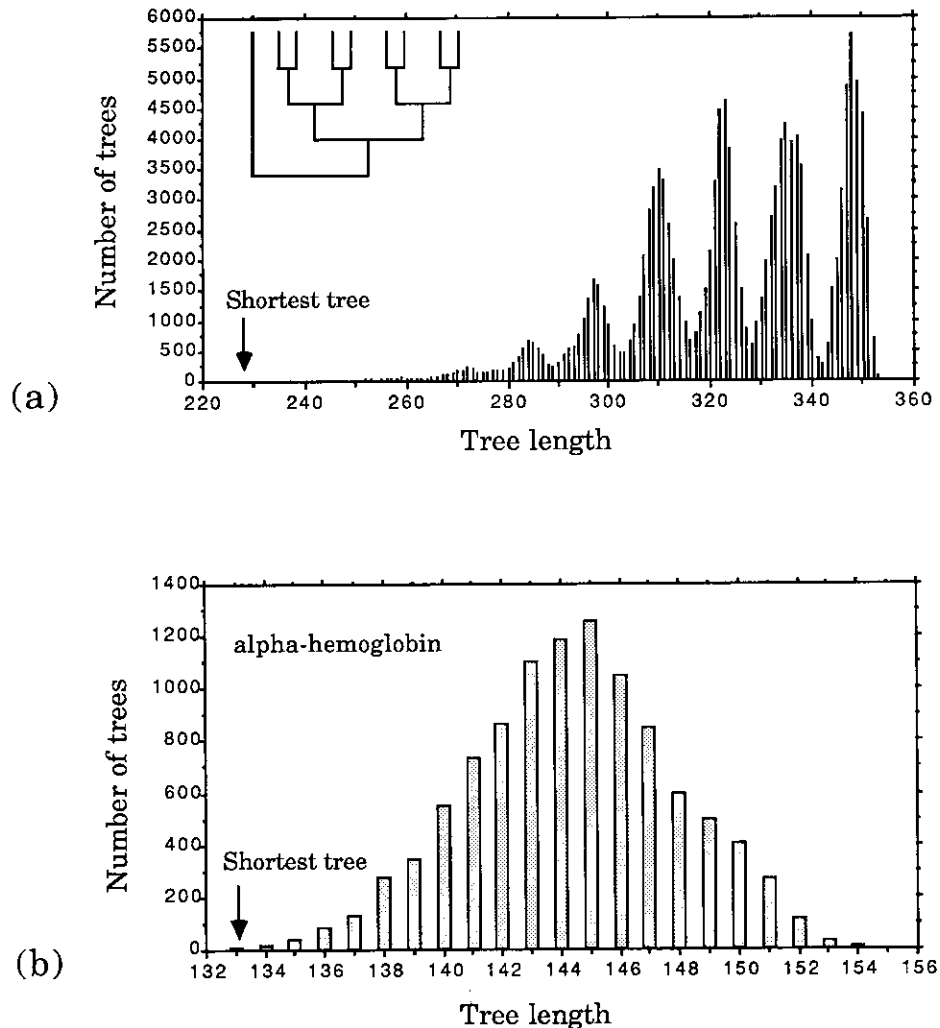 6000
5500
5000
4500
4000
3500
3000
2500
2000
1500
1000
500
0
Number of trees
Shortest tree
220 240 260 280 300 320 340 360
Tree length
(a)
1400
1200
1000
800
600
400
200
0
Number of trees
alpha-hemoglobin
Shortest tree
132 134 136 138 140 142 144 146 148 150 152 154 156
Tree length
(b)